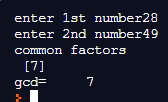 enter 1st number28
enter 2nd number49
common factors
[7]
gcd= 7